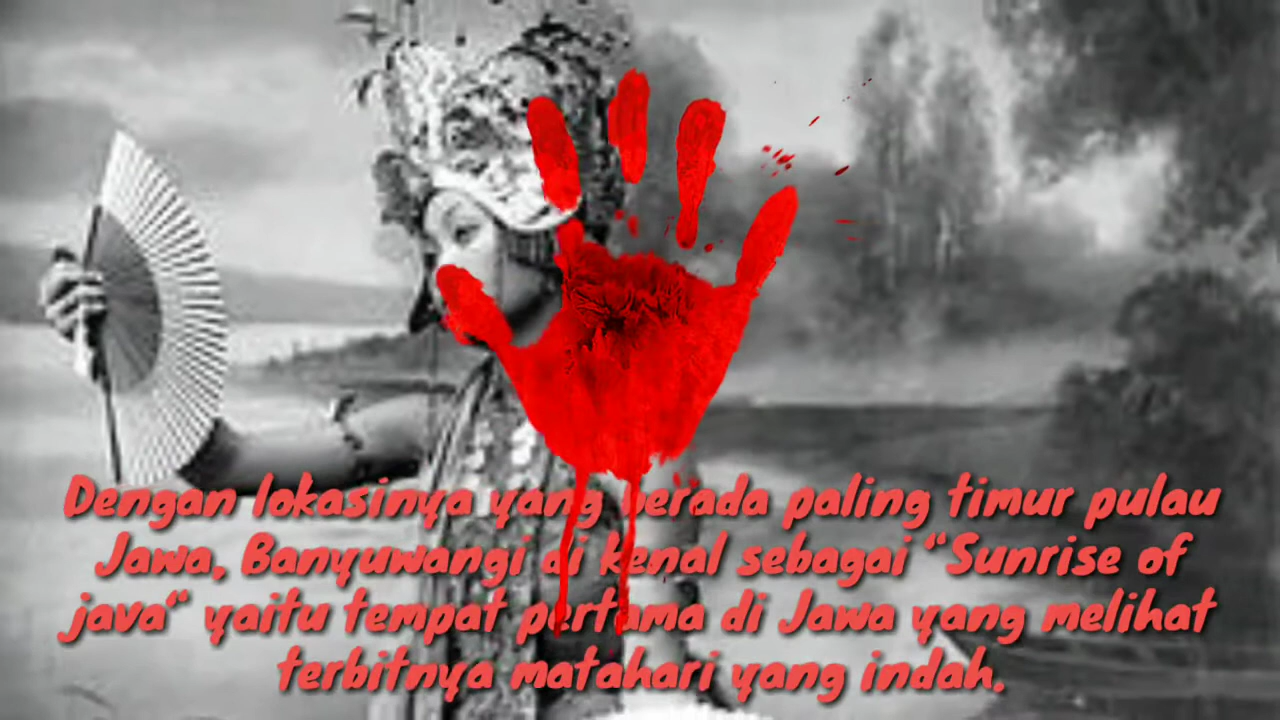 Dengan lokasinya yang berada paling timur pulau
Jawa, Banyuwangi di kenal sebagai “Sunrise of
java“ yaitu tempat pertama di Jawa yang melihat
terbitnya matahari yang indah.